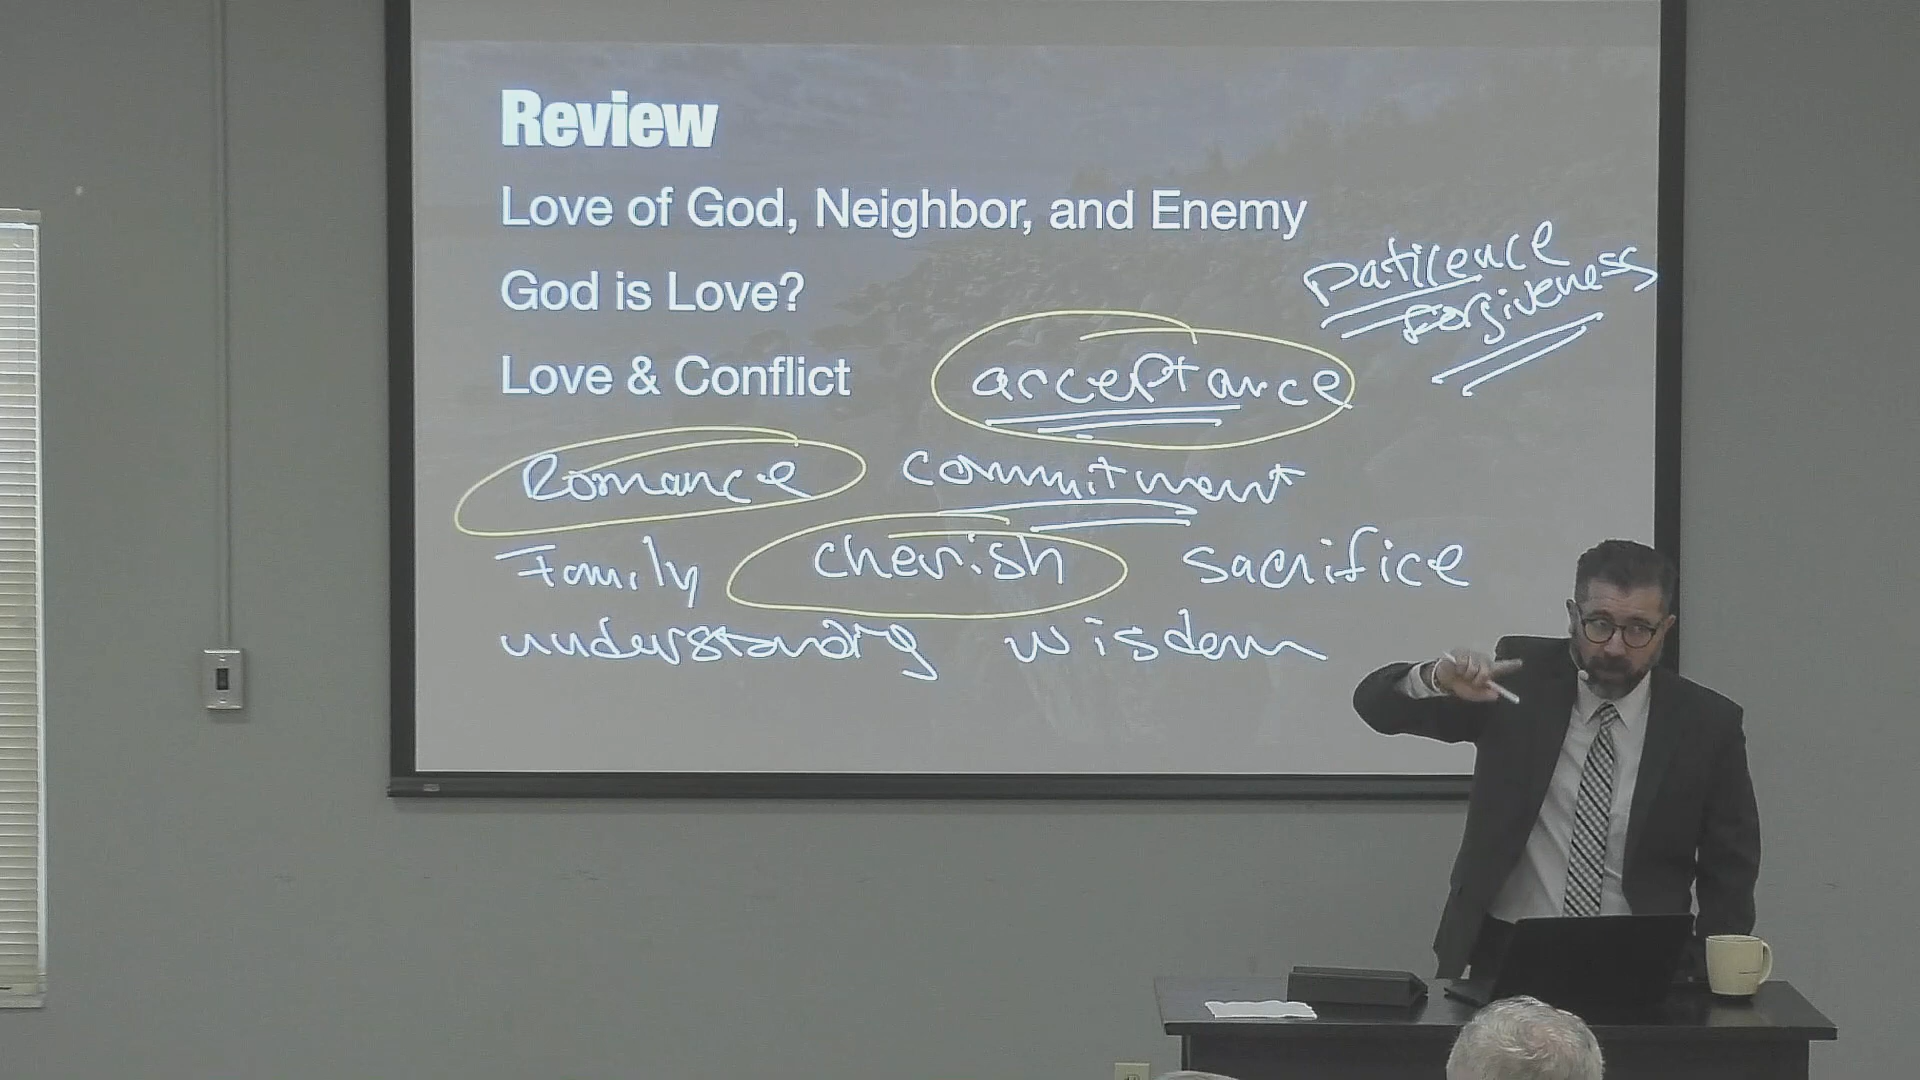 Review
Love of God, Neighbor, and Enemy
God is Love?
Love & Conflict
paticence
forgiveness
acceptance
Romance commitment
Family cherish sacrifice
understanding wisdom